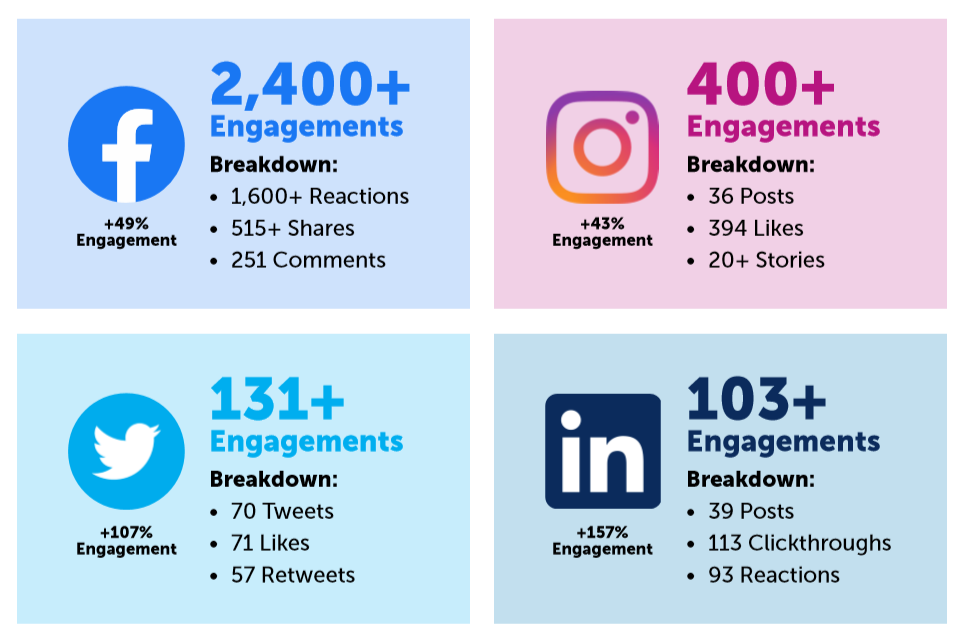 2,400+
Engagements
Breakdown:
• 1,600+ Reactions
• 515+ Shares
• 251 Comments
+49%
Engagement
400+
Engagements
Breakdown:
• 36 Posts
• 394 Likes
• 20+ Stories
+43%
Engagement
131+
Engagements
Breakdown:
• 70 Tweets
• 71 Likes
• 57 Retweets
+107%
Engagement
in
103+
Engagements
Breakdown:
• 39 Posts
• 113 Clickthroughs
• 93 Reactions
+157%
Engagement